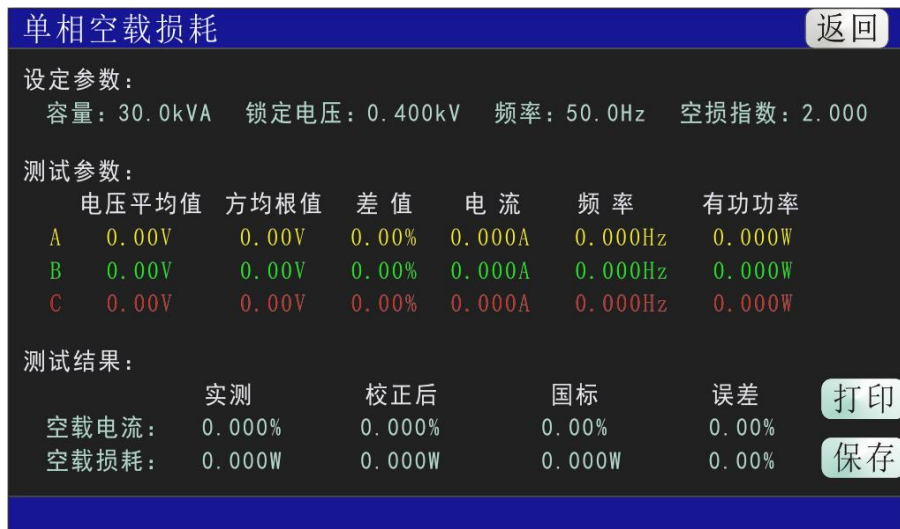 单相空载损耗 返回
设定参数：
容量：30.0kVA 锁定电压：0.400kV 频率：50.0Hz 空损指数：2.000
测试参数：
电压平均值 方均根值 差值 电流 频率 有功功率
A 0.00V 0.00V 0.00% 0.000A 0.000Hz 0.000W
B 0.00V 0.00V 0.00% 0.000A 0.000Hz 0.000W
C 0.00V 0.00V 0.00% 0.000A 0.000Hz 0.000W
测试结果：
实测 校正后 国标 误差 打印
空载电流： 0.000% 0.000% 0.00% 0.00%
空载损耗： 0.000W 0.000W 0.000W 0.00% 保存